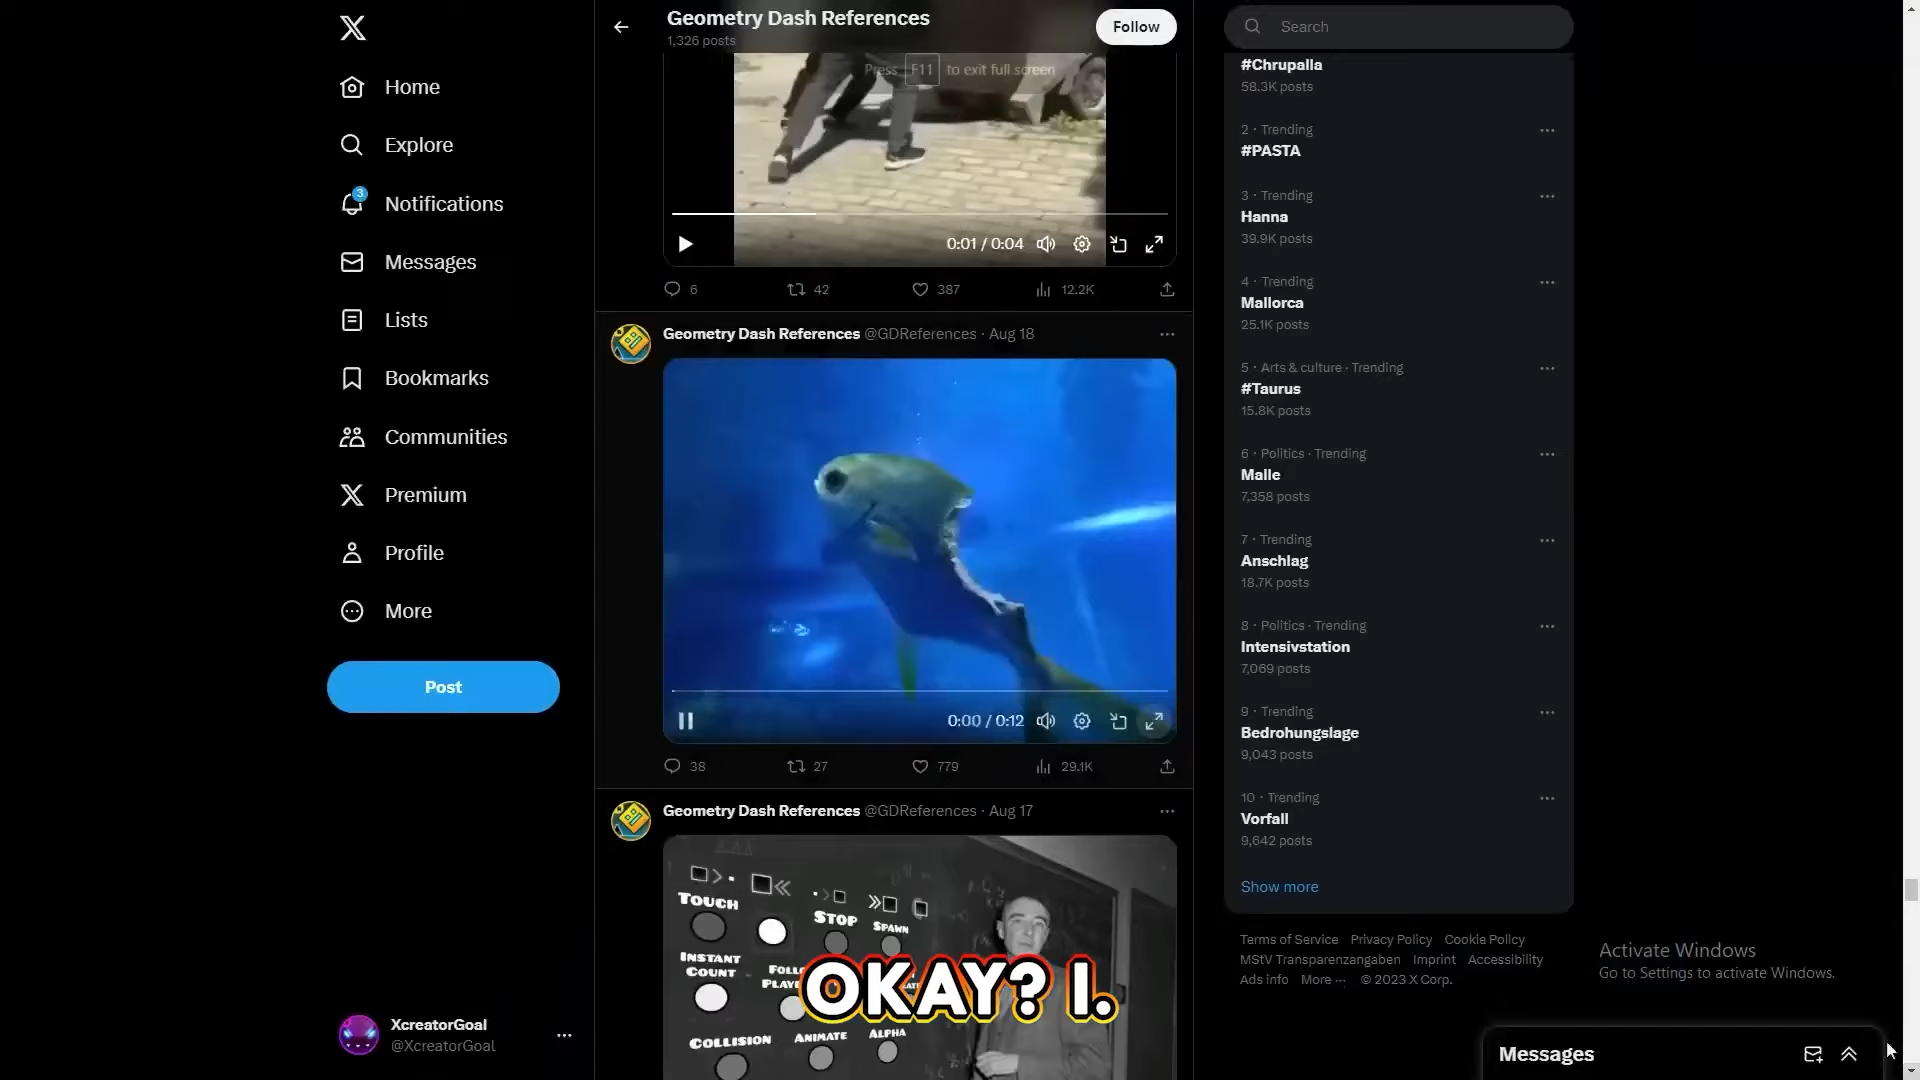 Home
Explore
3
Notifications
Messages
Lists
Bookmarks
Communities
Premium
Profile
More
Post
XcreatorGoal
@XcreatorGoal
Geometry Dash References
1,326 posts
Follow
Press F11 to exit full screen
0:01 / 0:04
6 42 387 12.2K
Geometry Dash References @GDReferences · Aug 18
0:00 / 0:12
38 27 779 29.1K
Geometry Dash References @GDReferences · Aug 17
TOUCH
STOP
SPAWN
INSTANT
COUNT
COLLISION
ANIMATE
ALPHA
OKAY? I.
Search
#Chrupalla
58.3K posts
2 · Trending
#PASTA
3 · Trending
Hanna
39.9K posts
4 · Trending
Mallorca
25.1K posts
5 · Arts & culture · Trending
#Taurus
15.8K posts
6 · Politics · Trending
Malle
7,358 posts
7 · Trending
Anschlag
18.7K posts
8 · Politics · Trending
Intensivstation
7,069 posts
9 · Trending
Bedrohungslage
9,043 posts
10 · Trending
Vorfall
9,642 posts
Show more
Terms of Service Privacy Policy Cookie Policy
MStV Transparenzangaben Imprint Accessibility
Ads info More ··· © 2023 X Corp.
Activate Windows
Go to Settings to activate Windows.
Messages